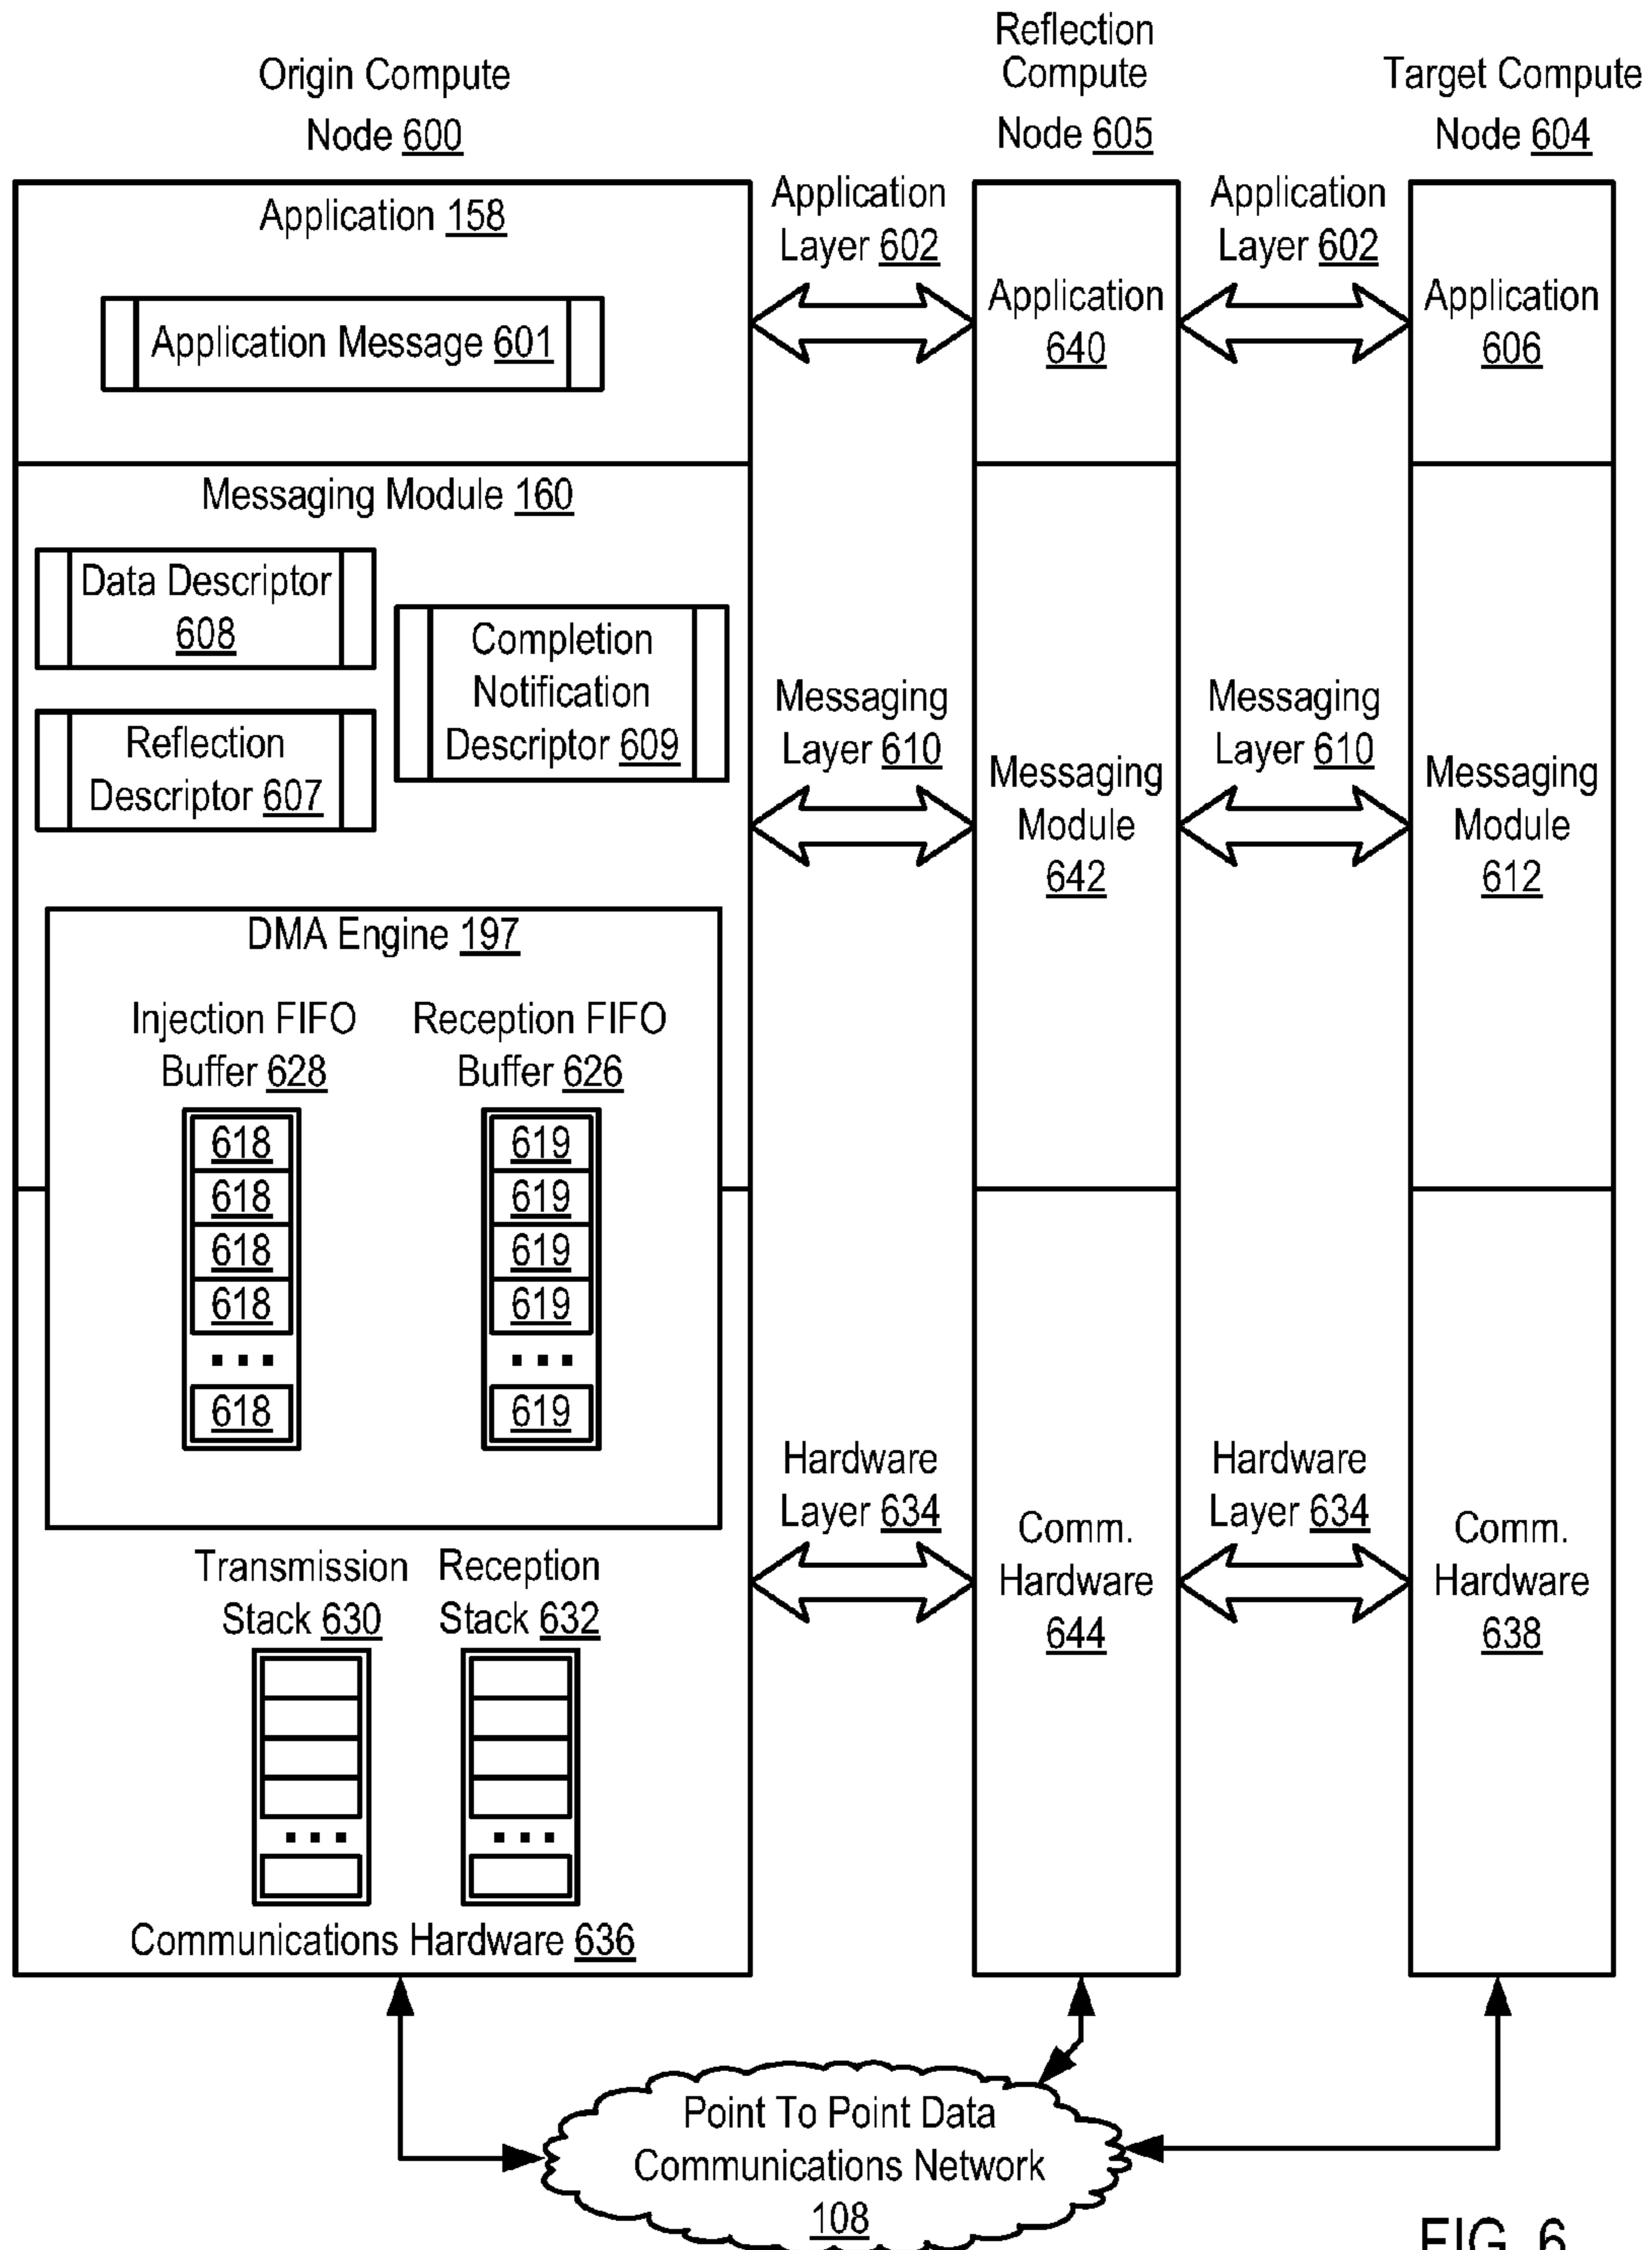 Origin Compute
Node 600
Reflection
Compute
Node 605
Target Compute
Node 604
Application 158
Application Message 601
Application
Layer 602
Application
640
Application
Layer 602
Application
606
Messaging Module 160
Data Descriptor
608
Completion
Notification
Descriptor 609
Reflection
Descriptor 607
Messaging
Layer 610
Messaging
Module
642
Messaging
Layer 610
Messaging
Module
612
DMA Engine 197
Injection FIFO
Buffer 628
Reception FIFO
Buffer 626
618
618
618
618
...
618
619
619
619
619
...
619
Hardware
Layer 634
Comm.
Hardware
644
Hardware
Layer 634
Comm.
Hardware
638
Transmission
Stack 630
Reception
Stack 632
...
...
Communications Hardware 636
Point To Point Data
Communications Network
108
FIG. 6